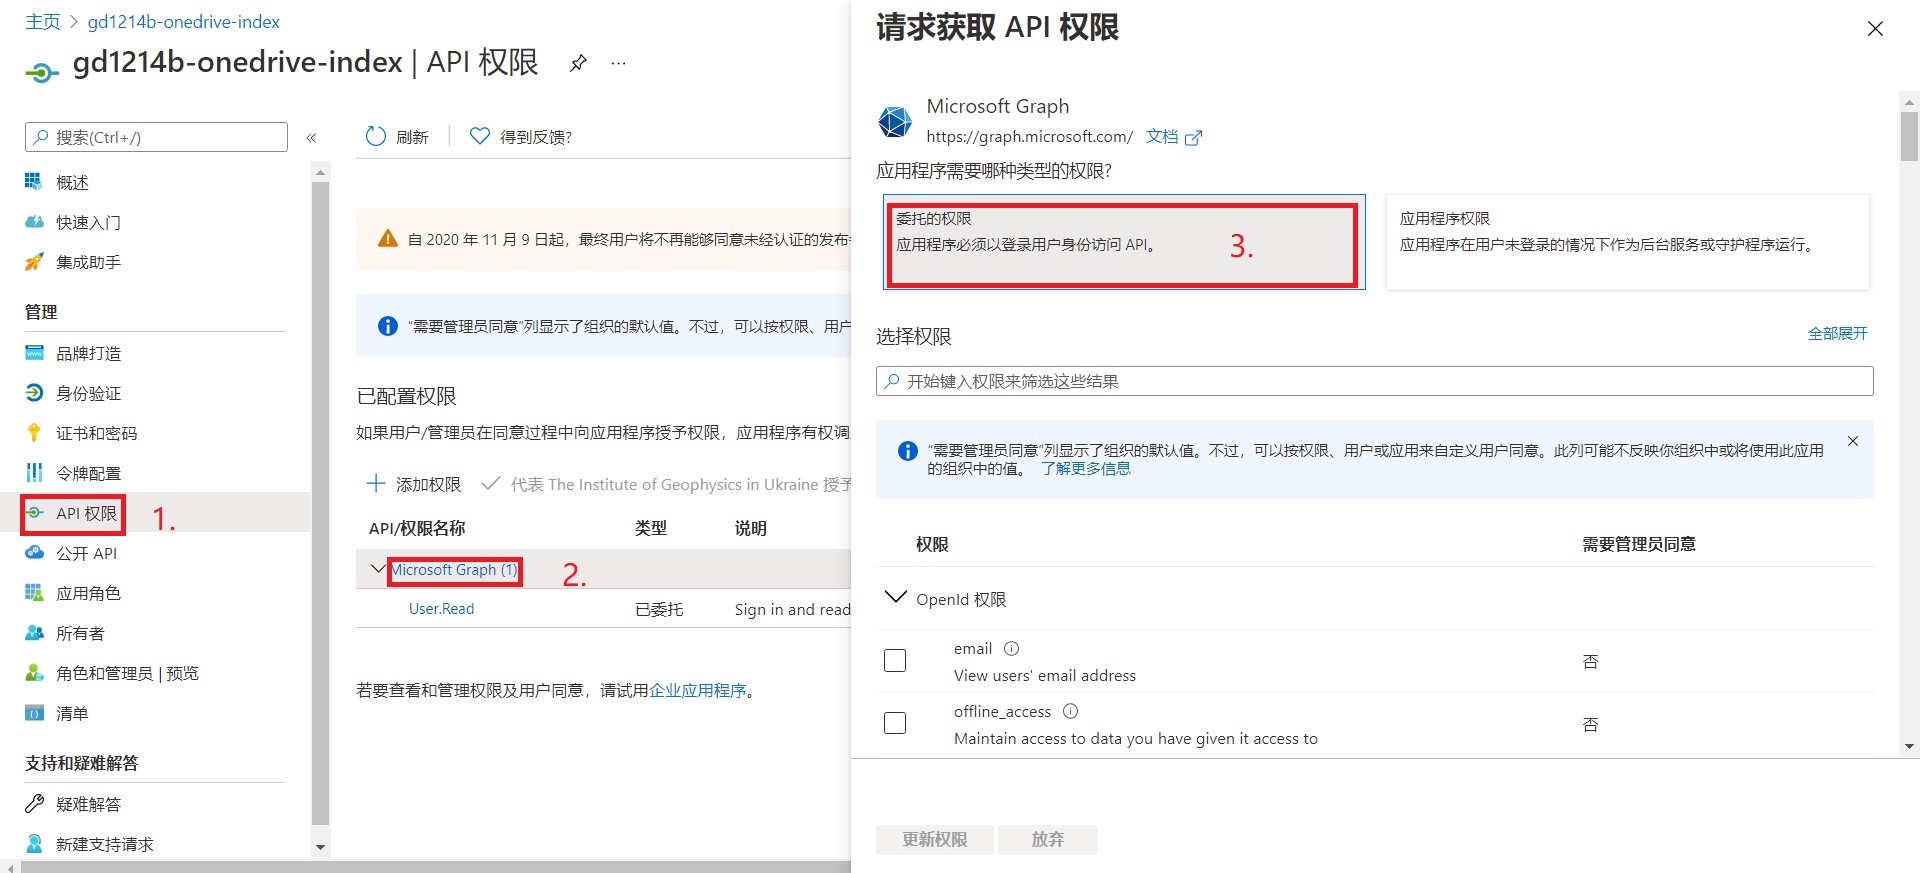 主页 > gd1214b-onedrive-index
gd1214b-onedrive-index | API 权限
搜索(Ctrl+/)
概述
快速入门
集成助手
管理
品牌打造
身份验证
证书和密码
令牌配置
API 权限
1.
公开 API
应用角色
所有者
角色和管理员 | 预览
清单
支持和疑难解答
疑难解答
新建支持请求
刷新
得到反馈?
自 2020 年 11 月 9 日起，最终用户将不再能够同意未经认证的发布
“需要管理员同意”列显示了组织的默认值。不过，可以按权限、用户
已配置权限
如果用户/管理员在同意过程中向应用程序授予权限，应用程序有权调
添加权限
代表 The Institute of Geophysics in Ukraine 授予
API/权限名称 类型 说明
Microsoft Graph (1)
2.
User.Read 已委托 Sign in and read
若要查看和管理权限及用户同意，请试用企业应用程序。
请求获取 API 权限
Microsoft Graph
https://graph.microsoft.com/ 文档
应用程序需要哪种类型的权限?
委托的权限
应用程序必须以登录用户身份访问 API。
3.
应用程序权限
应用程序在用户未登录的情况下作为后台服务或守护程序运行。
选择权限
全部展开
开始键入权限来筛选这些结果
“需要管理员同意”列显示了组织的默认值。不过，可以按权限、用户或应用来自定义用户同意。此列可能不反映你组织中或将使用此应用
的组织中的值。 了解更多信息
权限 需要管理员同意
OpenId 权限
email
View users' email address
否
offline_access
Maintain access to data you have given it access to
否
更新权限
放弃